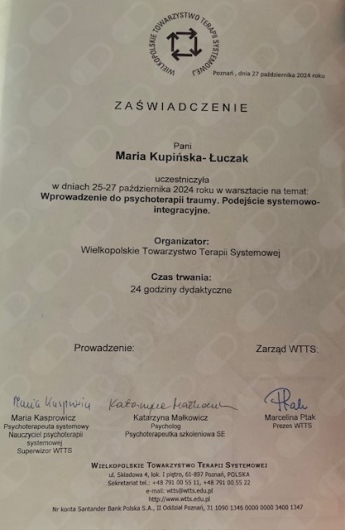 WIELKOPOLSKIE TOWARZYSTWO TERAPII SYSTEMOWEJ
Poznań, dnia 27 października 2024 roku
ZAŚWIADCZENIE
Pani
Maria Kupińska- Łuczak
uczestniczyła
w dniach 25-27 października 2024 roku w warsztacie na temat:
Wprowadzenie do psychoterapii traumy. Podejście systemowo-
integracyjne.
Organizator:
Wielkopolskie Towarzystwo Terapii Systemowej
Czas trwania:
24 godziny dydaktyczne
Prowadzenie:
Zarząd WTTS:
Maria Kasprowicz
Psychoterapeuta systemowy
Nauczyciel psychoterapii
systemowej
Superwizor WTTS
Katarzyna Małkowicz
Psycholog
Psychoterapeutka szkoleniowa SE
Ptak
Marcelina Ptak
Prezes WTTS
WIELKOPOLSKIE TOWARZYSTWO TERAPII SYSTEMOWEJ
ul. Składowa 4, lok. I piętro, 61-897 Poznań, POLSKA
Sekretariat tel.: +48 791 00 55 11, +48 791 00 55 22
e-mail: wtts@wtts.edu.pl
http://www.wtts.edu.pl
Nr konta Santander Bank Polska S.A., II Oddział Poznań, 31 1090 1346 0000 0000 3400 1347